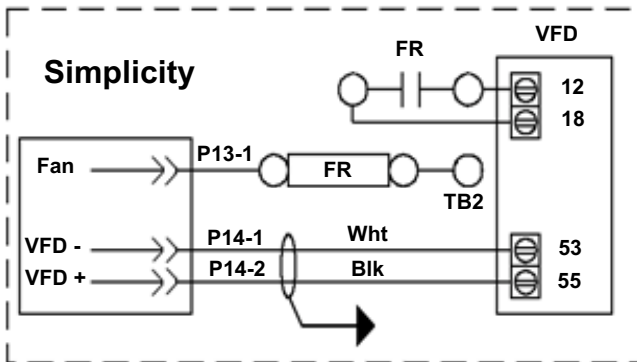 VFD
FR
Simplicity
12
18
Fan
P13-1
FR
TB2
VFD -
P14-1
Wht
53
VFD +
P14-2
Blk
55